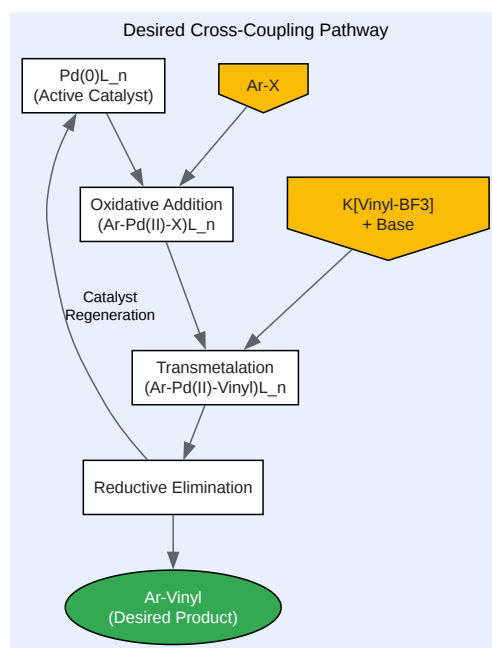 Desired Cross-Coupling Pathway
Pd(0)L_n
(Active Catalyst)
Ar-X
Oxidative Addition
(Ar-Pd(II)-X)L_n
K[Vinyl-BF3]
+ Base
Catalyst
Regeneration
Transmetalation
(Ar-Pd(II)-Vinyl)L_n
Reductive Elimination
Ar-Vinyl
(Desired Product)